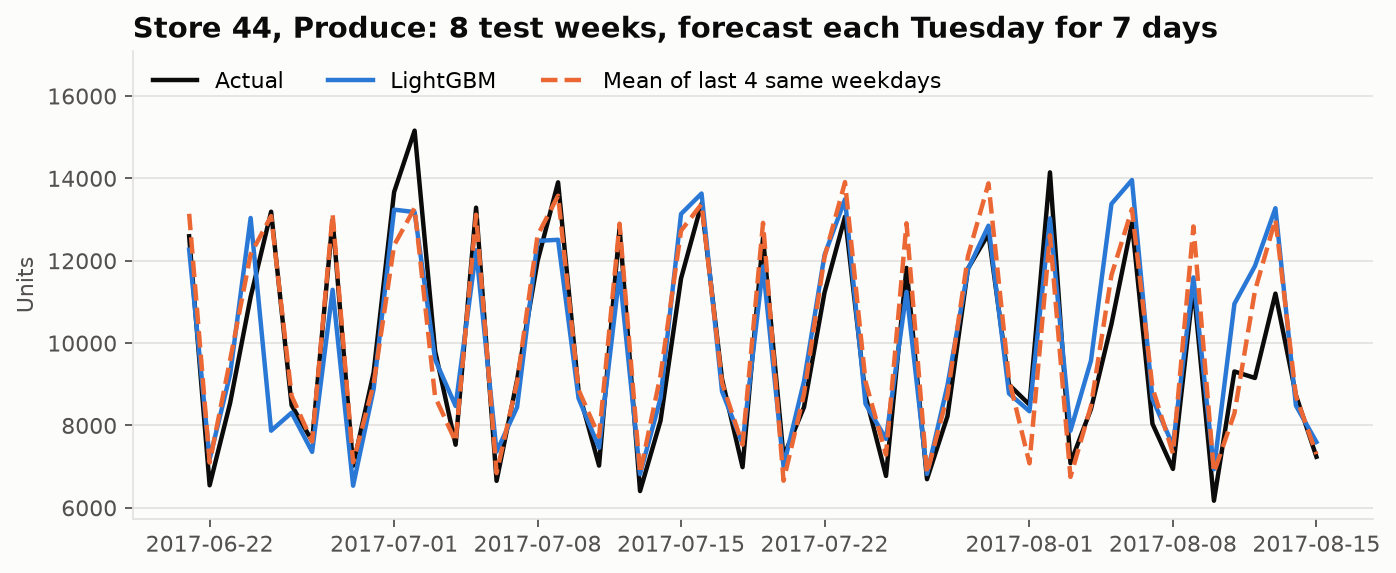 Store 44, Produce: 8 test weeks, forecast each Tuesday for 7 days
Actual LightGBM Mean of last 4 same weekdays
16000
14000
12000
10000
8000
6000
Units
2017-06-22 2017-07-01 2017-07-08 2017-07-15 2017-07-22 2017-08-01 2017-08-08 2017-08-15